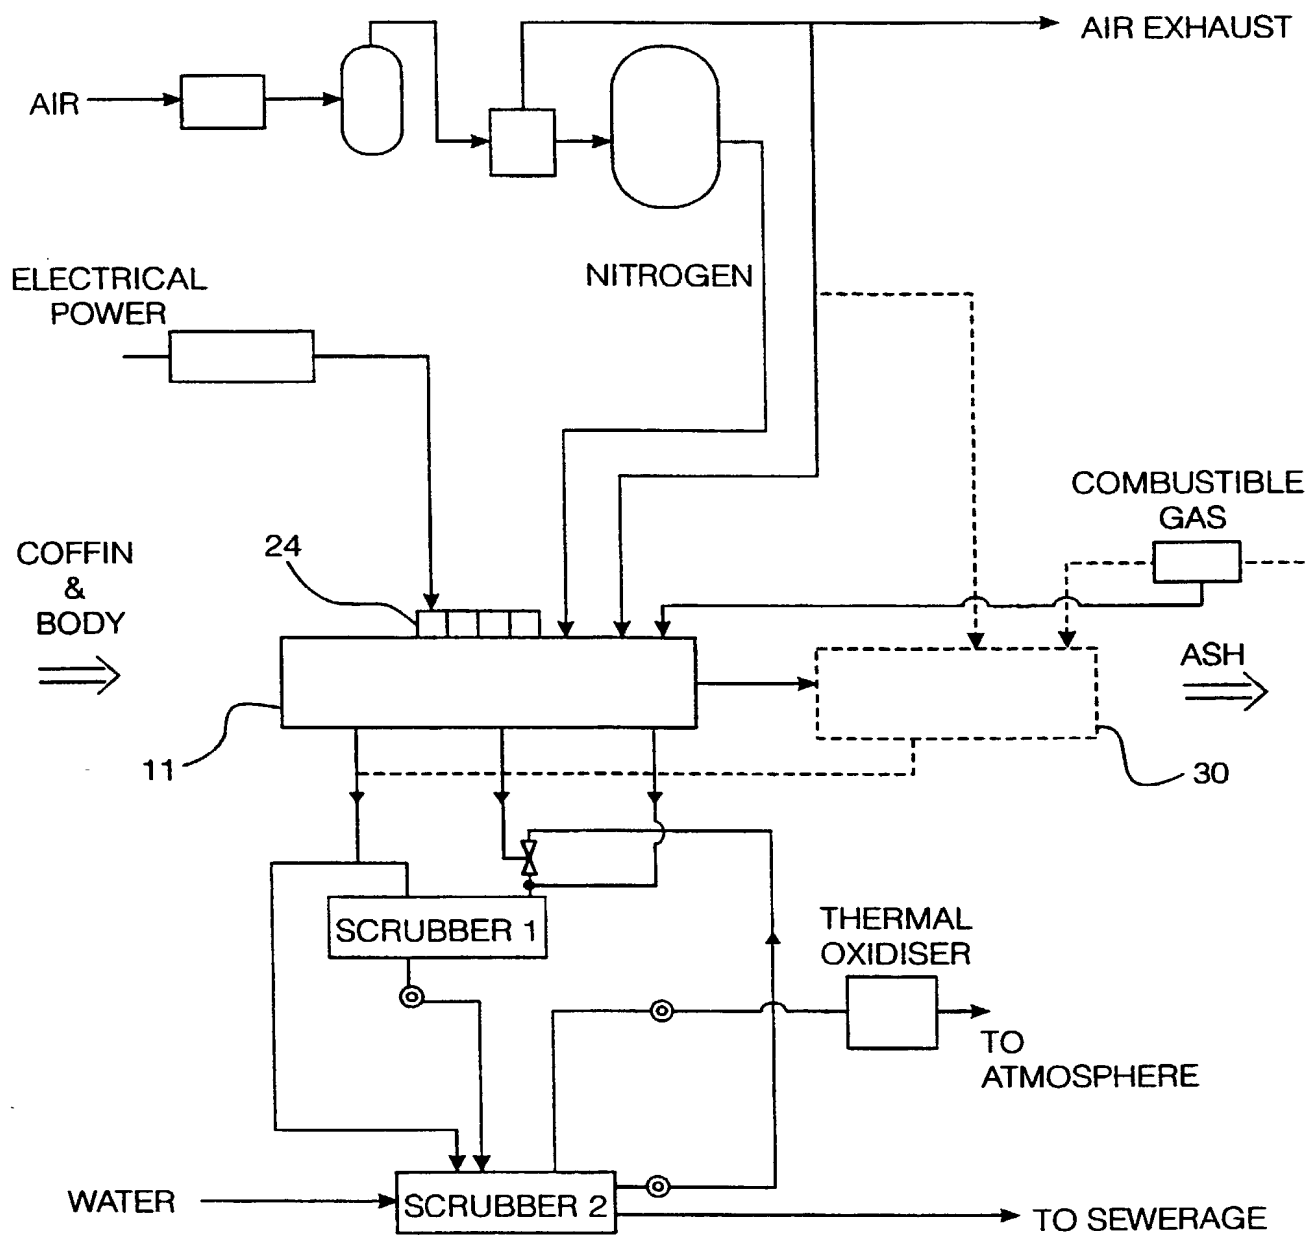 AIR EXHAUST
AIR
ELECTRICAL
POWER
NITROGEN
COMBUSTIBLE
GAS
24
COFFIN
&
BODY
ASH
11
30
SCRUBBER 1
THERMAL
OXIDISER
TO
ATMOSPHERE
WATER
SCRUBBER 2
TO SEWERAGE